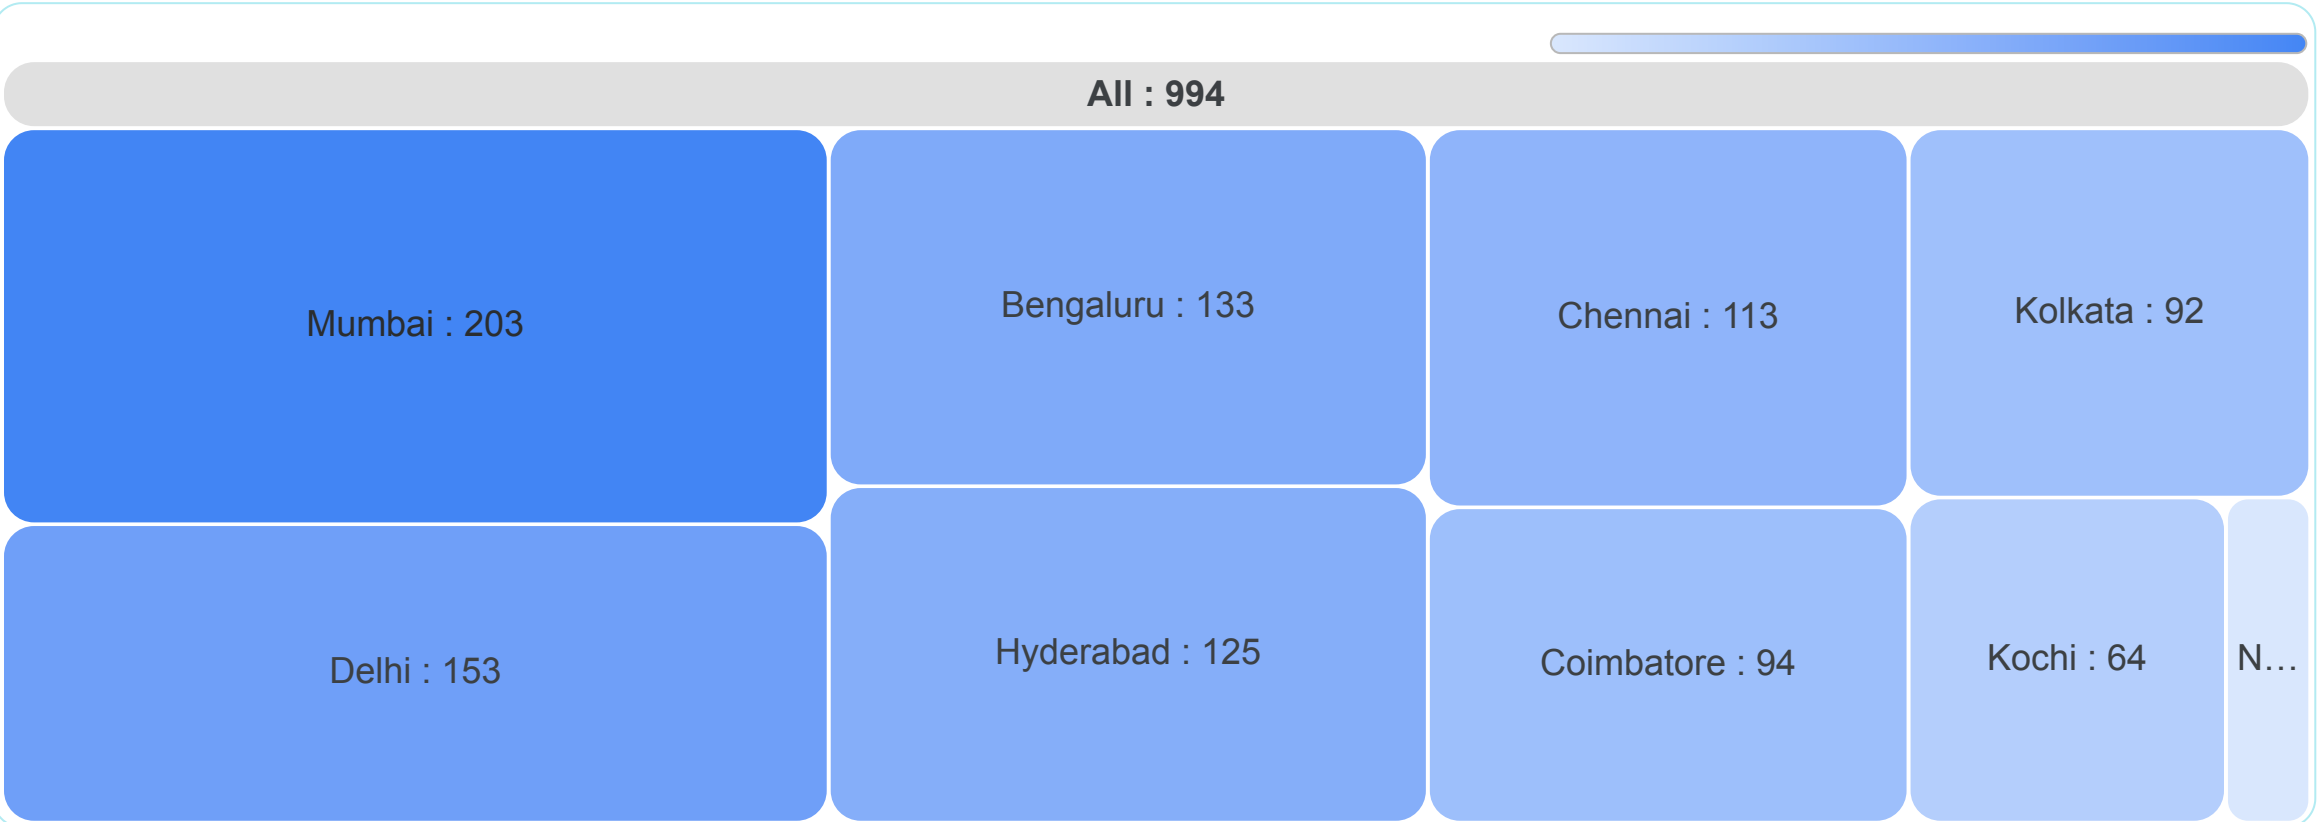 All : 994
Mumbai : 203
Delhi : 153
Bengaluru : 133
Hyderabad : 125
Chennai : 113
Coimbatore : 94
Kolkata : 92
Kochi : 64
N…